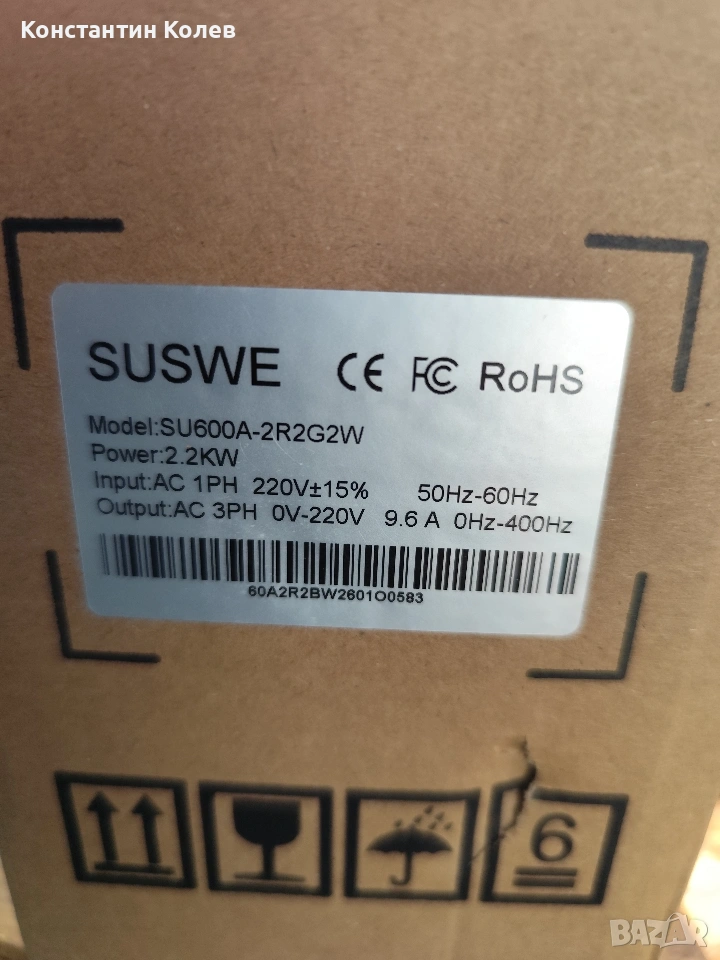 Константин Колев
SUSWE CE FC RoHS
Model:SU600A-2R2G2W
Power:2.2KW
Input:AC 1PH 220V±15% 50Hz-60Hz
Output:AC 3PH 0V-220V 9.6 A 0Hz-400Hz
60A2R2BW2601O0583
6
BAZAR